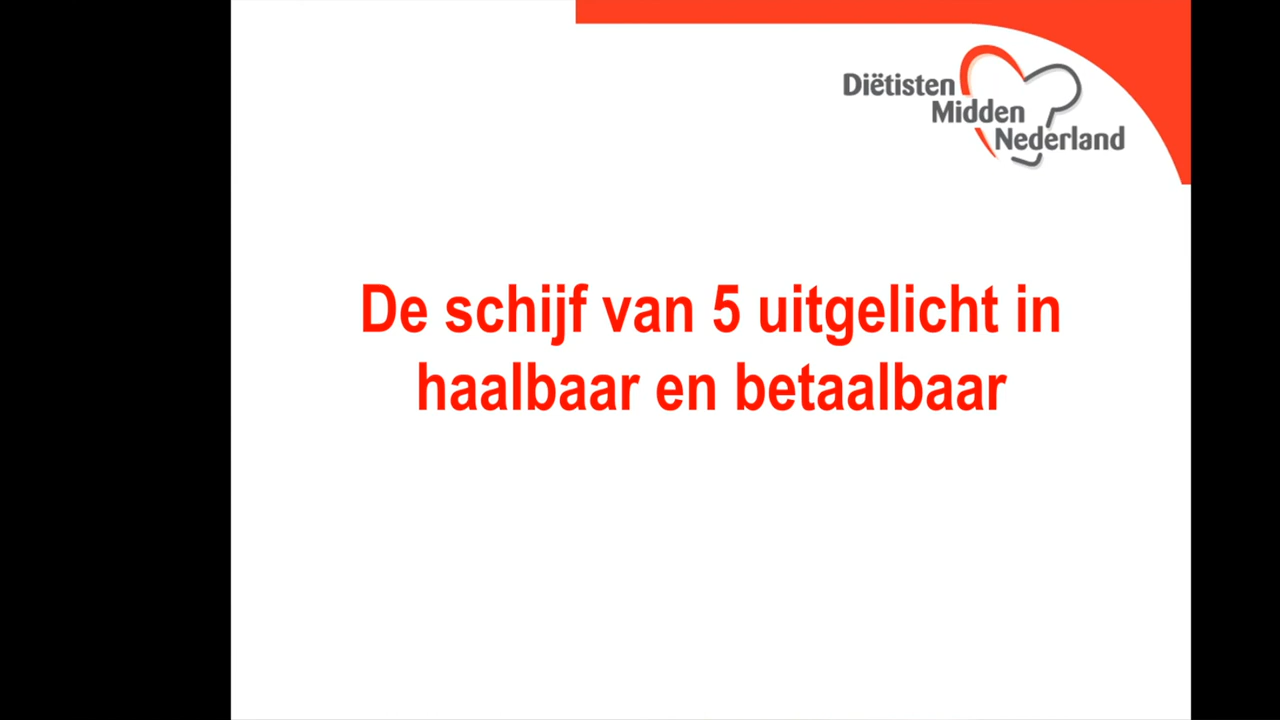 Diëtisten
Midden
Nederland
De schijf van 5 uitgelicht in
haalbaar en betaalbaar